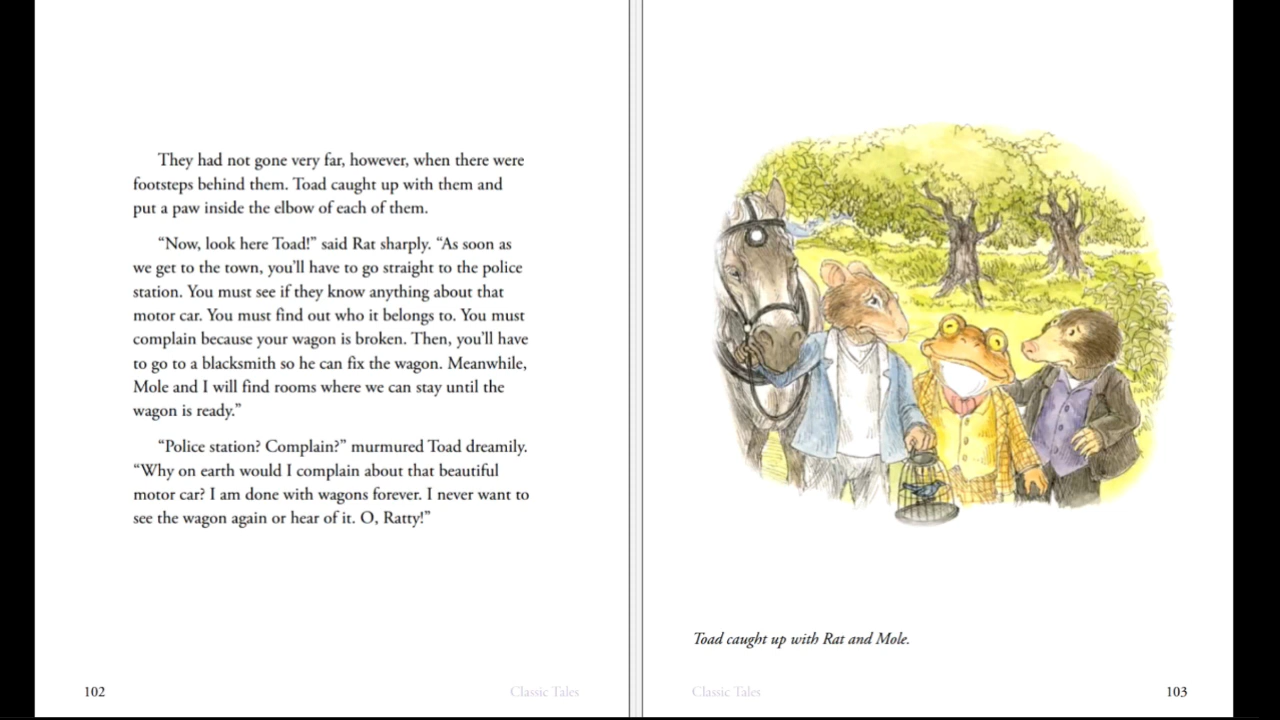 They had not gone very far, however, when there were
footsteps behind them. Toad caught up with them and
put a paw inside the elbow of each of them.
“Now, look here Toad!” said Rat sharply. “As soon as
we get to the town, you’ll have to go straight to the police
station. You must see if they know anything about that
motor car. You must find out who it belongs to. You must
complain because your wagon is broken. Then, you’ll have
to go to a blacksmith so he can fix the wagon. Meanwhile,
Mole and I will find rooms where we can stay until the
wagon is ready.”
“Police station? Complain?” murmured Toad dreamily.
“Why on earth would I complain about that beautiful
motor car? I am done with wagons forever. I never want to
see the wagon again or hear of it. O, Ratty!”
102
Classic Tales
Toad caught up with Rat and Mole.
Classic Tales
103